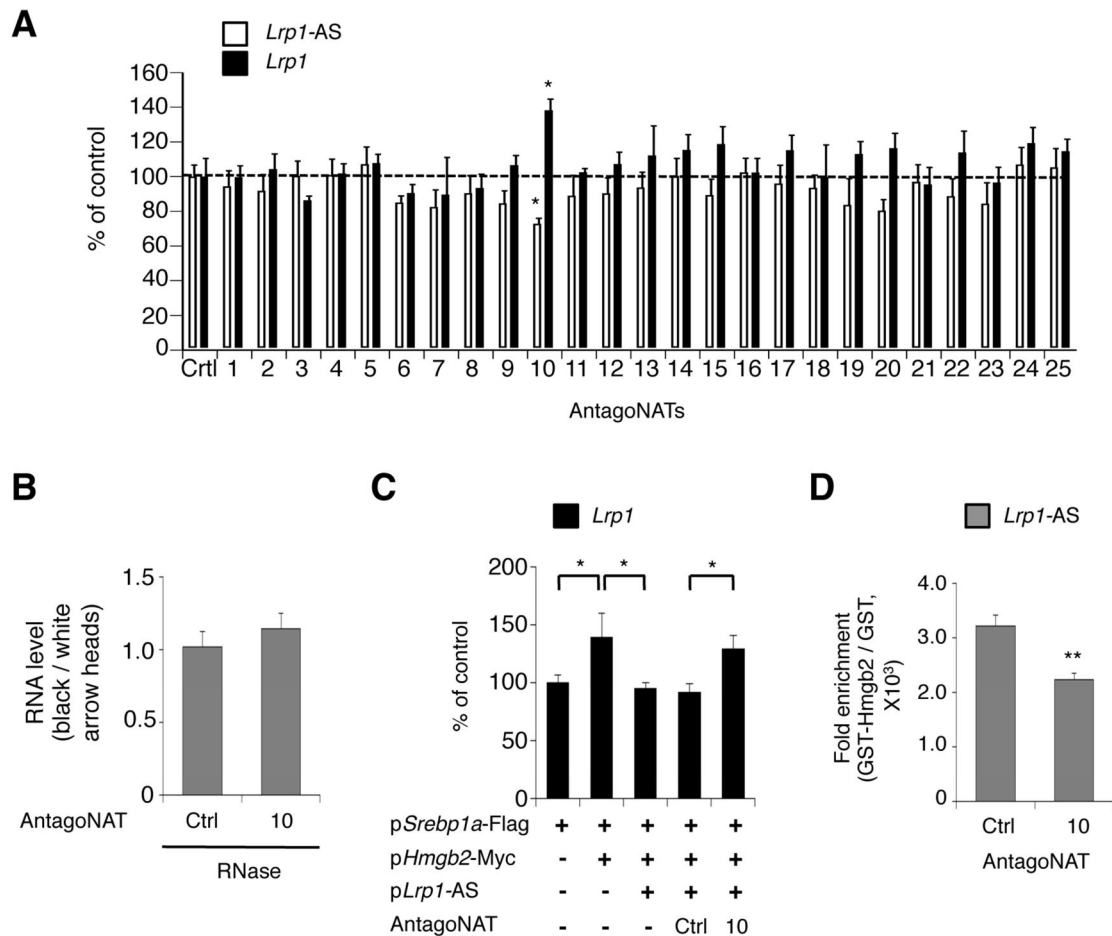 A
Lrp1-AS
Lrp1
% of control
160
140
120
100
80
60
40
20
0
*
*
Crtl 1 2 3 4 5 6 7 8 9 10 11 12 13 14 15 16 17 18 19 20 21 22 23 24 25
AntagoNATs
B
RNA level
(black / white
arrow heads)
1.5
1.0
0.5
0
AntagoNAT Ctrl 10
RNase
C
Lrp1
% of control
200
150
100
50
0
* * *
pSrebp1a-Flag + + + + +
pHmgb2-Myc - + + + +
pLrp1-AS - - + + +
AntagoNAT - - - Ctrl 10
D
Lrp1-AS
Fold enrichment
(GST-Hmgb2 / GST,
X10³)
4.0
3.0
2.0
1.0
0
**
Ctrl 10
AntagoNAT